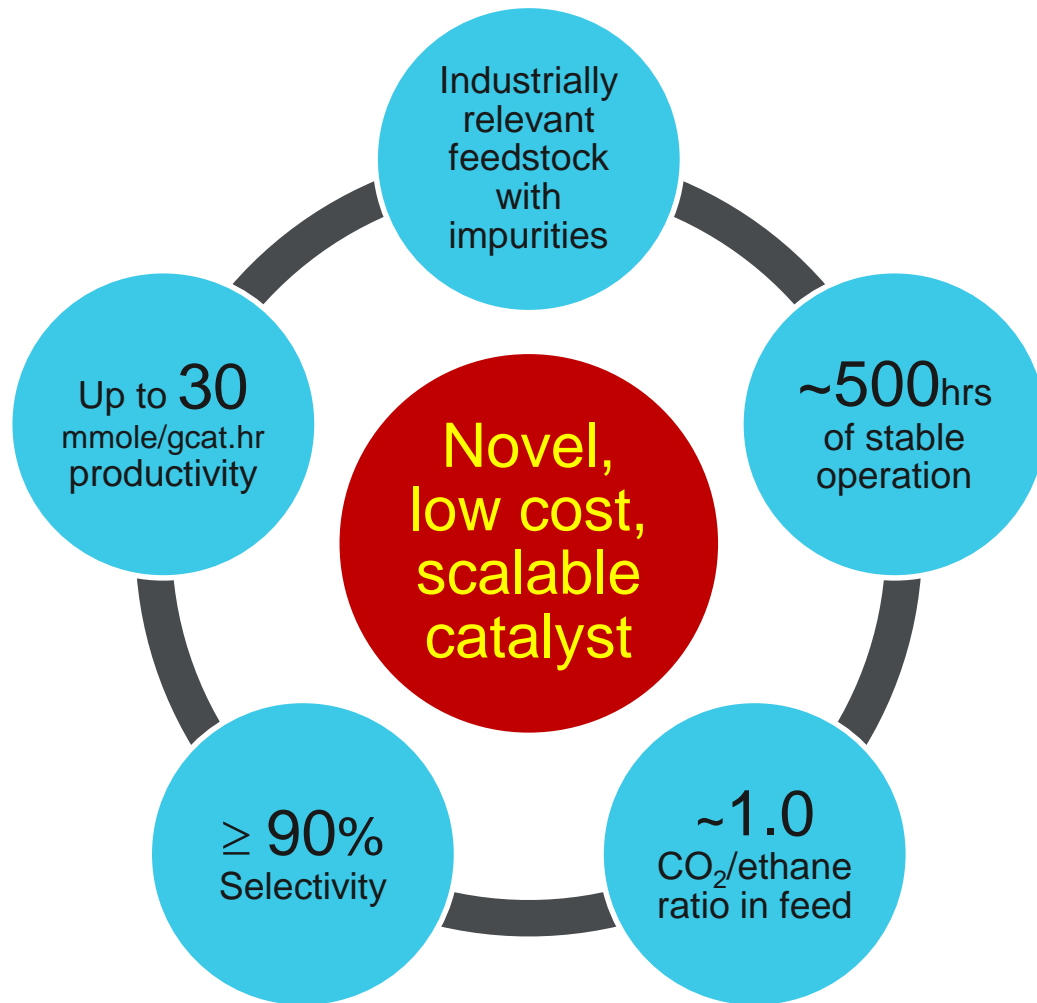 Industrially
relevant
feedstock
with
impurities
~500hrs
of stable
operation
~1.0
CO₂/ethane
ratio in feed
≥ 90%
Selectivity
Up to 30
mmole/gcat.hr
productivity
Novel,
low cost,
scalable
catalyst